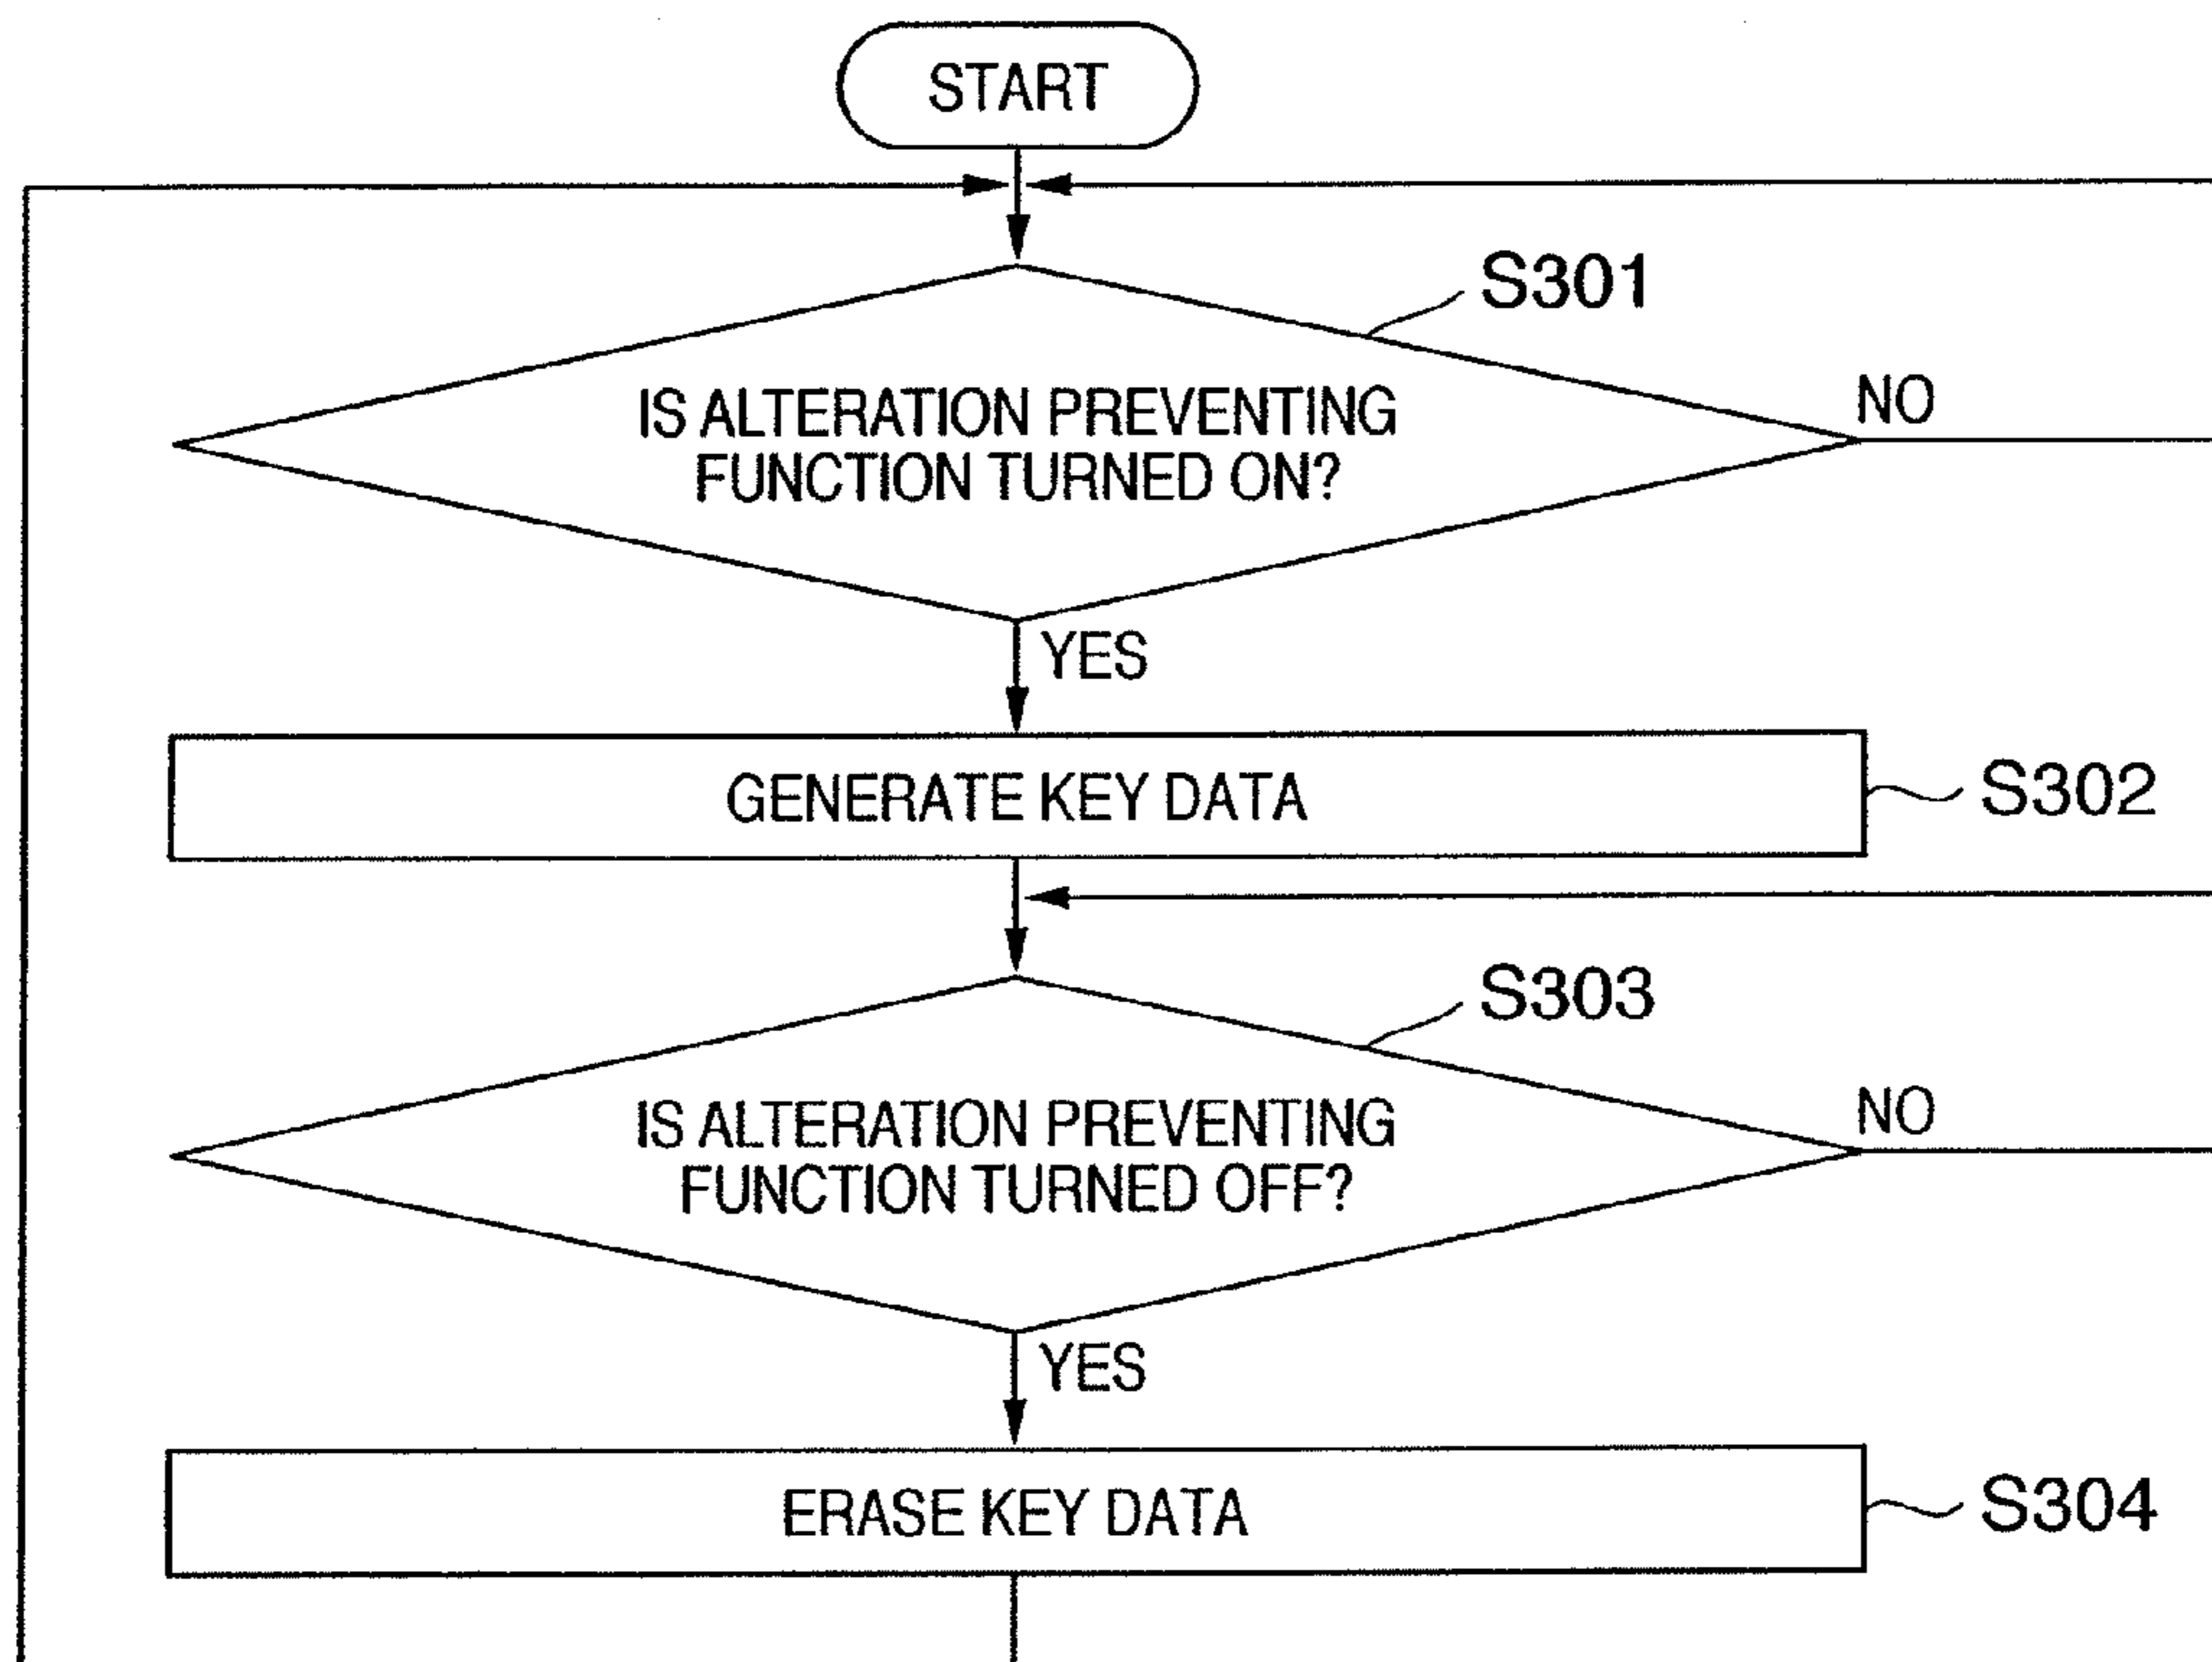 START
S301
IS ALTERATION PREVENTING
FUNCTION TURNED ON?
NO
YES
GENERATE KEY DATA
S302
S303
IS ALTERATION PREVENTING
FUNCTION TURNED OFF?
NO
YES
ERASE KEY DATA
S304